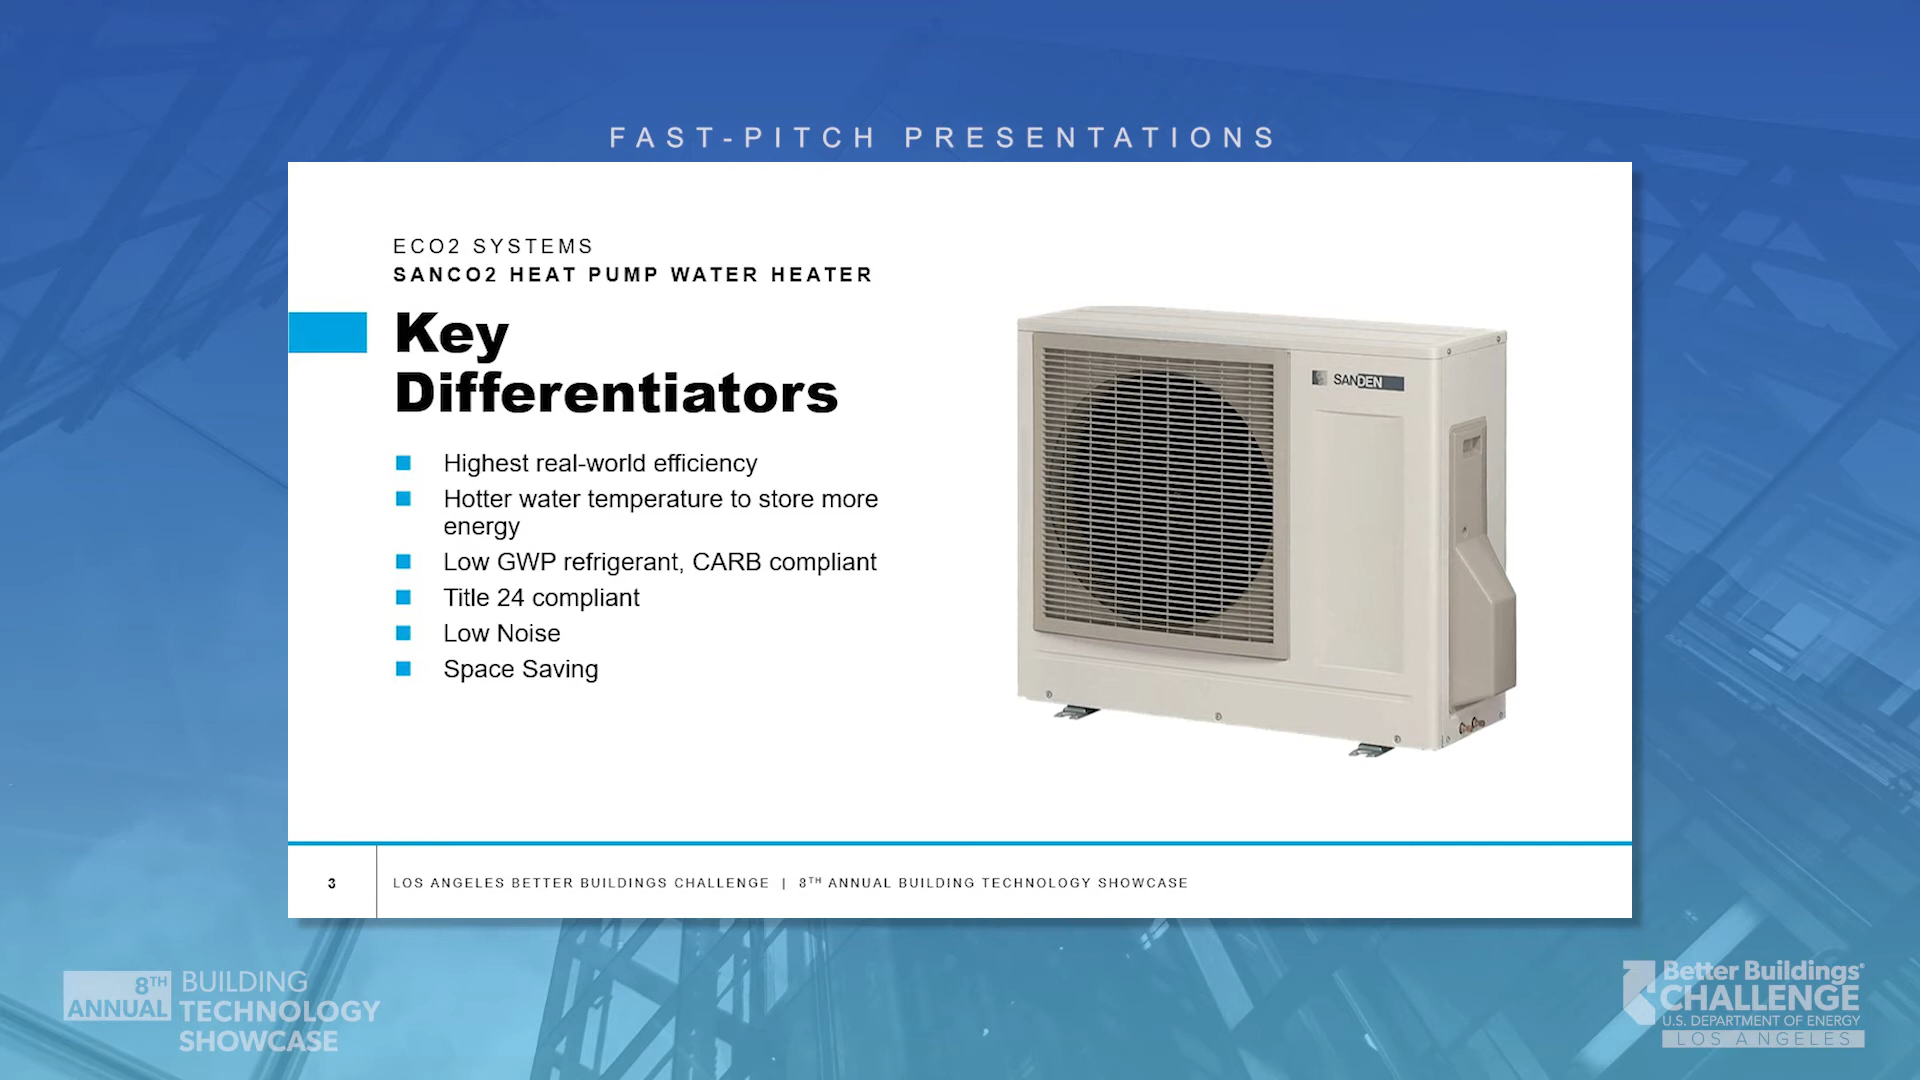 FAST-PITCH PRESENTATIONS
ECO2 SYSTEMS
SANCO2 HEAT PUMP WATER HEATER
Key
Differentiators
Highest real-world efficiency
Hotter water temperature to store more
energy
Low GWP refrigerant, CARB compliant
Title 24 compliant
Low Noise
Space Saving
SANDEN
3
LOS ANGELES BETTER BUILDINGS CHALLENGE | 8TH ANNUAL BUILDING TECHNOLOGY SHOWCASE
8TH
ANNUAL
BUILDING
TECHNOLOGY
SHOWCASE
Better Buildings®
CHALLENGE
U.S. DEPARTMENT OF ENERGY
LOS ANGELES